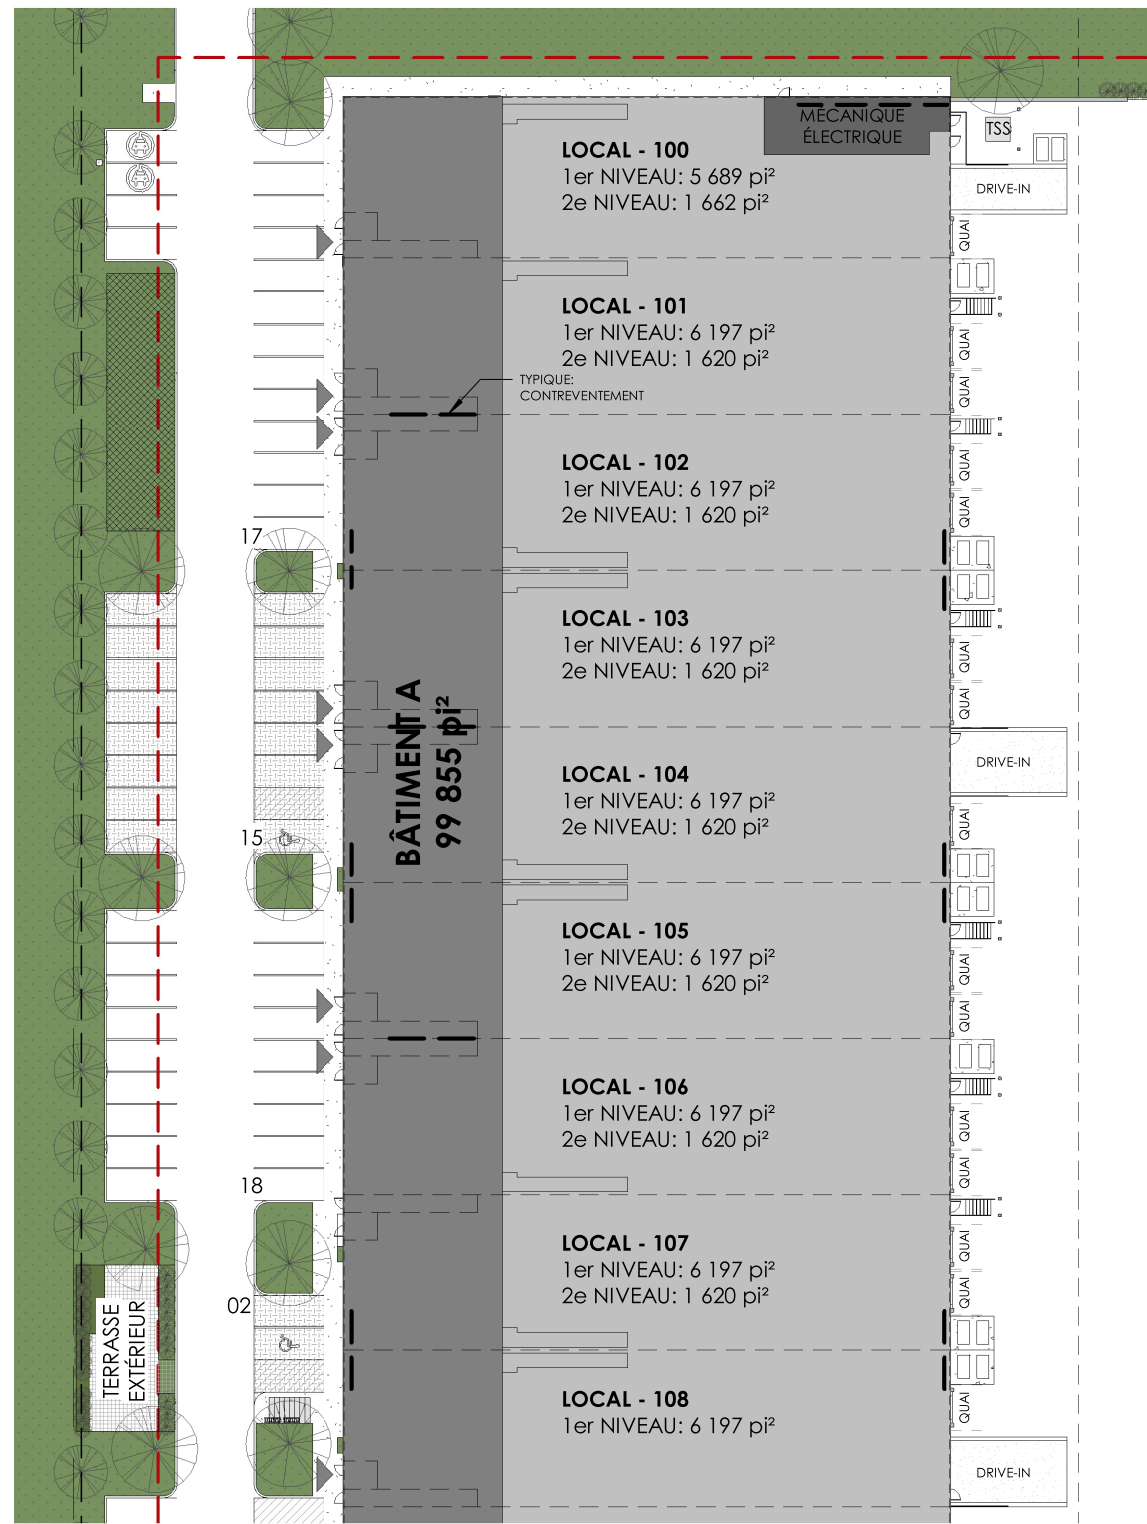 MÉCANIQUE
ÉLECTRIQUE
TSS
LOCAL - 100
1er NIVEAU: 5 689 pi²
2e NIVEAU: 1 662 pi²
DRIVE-IN
QUAI
LOCAL - 101
1er NIVEAU: 6 197 pi²
2e NIVEAU: 1 620 pi²
QUAI
TYPIQUE:
CONTREVENTEMENT
QUAI
LOCAL - 102
1er NIVEAU: 6 197 pi²
2e NIVEAU: 1 620 pi²
QUAI
QUAI
17
LOCAL - 103
1er NIVEAU: 6 197 pi²
2e NIVEAU: 1 620 pi²
QUAI
QUAI
BÂTIMENT A
99 855 pi²
DRIVE-IN
LOCAL - 104
1er NIVEAU: 6 197 pi²
2e NIVEAU: 1 620 pi²
QUAI
15
LOCAL - 105
1er NIVEAU: 6 197 pi²
2e NIVEAU: 1 620 pi²
QUAI
QUAI
LOCAL - 106
1er NIVEAU: 6 197 pi²
2e NIVEAU: 1 620 pi²
QUAI
QUAI
18
LOCAL - 107
1er NIVEAU: 6 197 pi²
2e NIVEAU: 1 620 pi²
QUAI
QUAI
02
TERRASSE
EXTÉRIEUR
LOCAL - 108
1er NIVEAU: 6 197 pi²
QUAI
DRIVE-IN